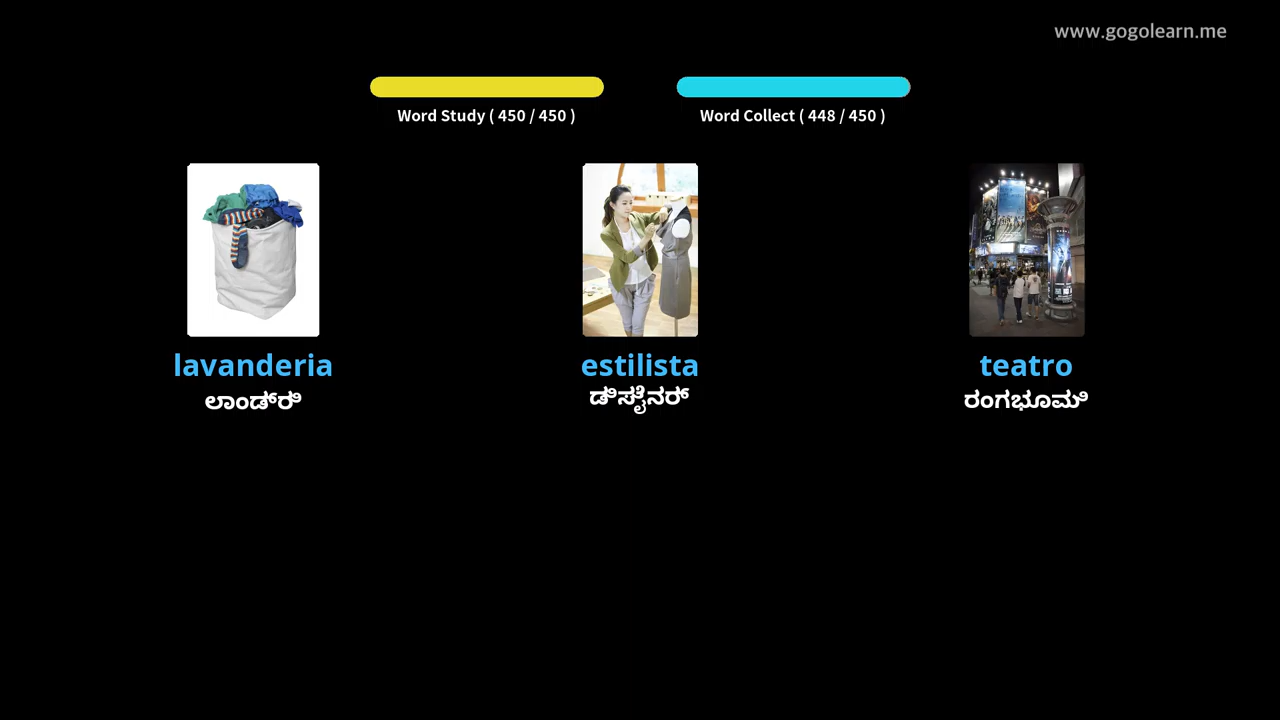 www.gogolearn.me
Word Study ( 450 / 450 )
Word Collect ( 448 / 450 )
lavanderia
estilista
teatro
ಲಾಂಡ್ರಿ
ಡಿಸೈನರ್
ರಂಗಭೂಮಿ